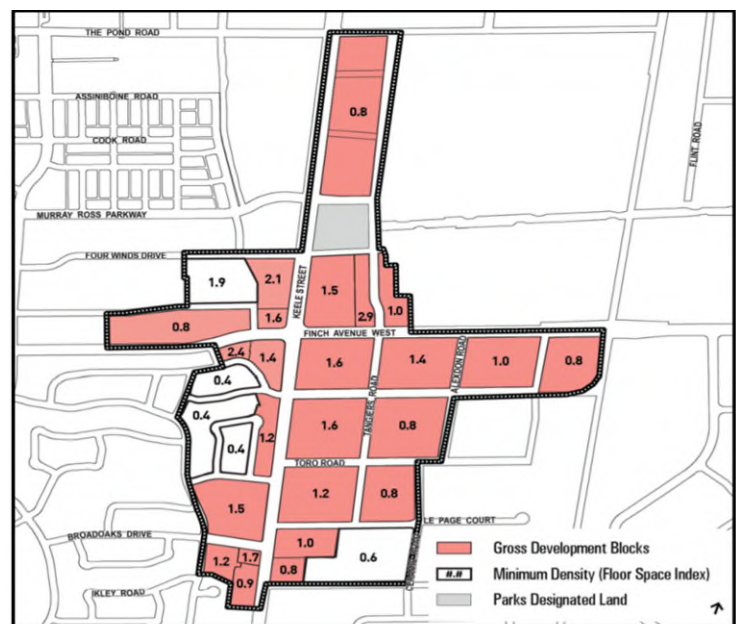 THE POND ROAD
ASSINIBOINE ROAD
COOK ROAD
FLINT ROAD
MURRAY ROSS PARKWAY
FOUR WINDS DRIVE
KEELE STREET
FINCH AVENUE WEST
TANGIERS ROAD
ALEXDON ROAD
TORO ROAD
LE PAGE COURT
BROADOAKS DRIVE
IKLEY ROAD
0.8
1.9
2.1
1.5
2.9
1.0
0.8
1.6
2.4
1.4
1.6
1.4
1.0
0.8
0.4
0.4
0.4
1.2
1.6
0.8
1.5
1.2
0.8
1.2
1.7
0.9
1.0
0.8
0.6
Gross Development Blocks
#.# Minimum Density (Floor Space Index)
Parks Designated Land